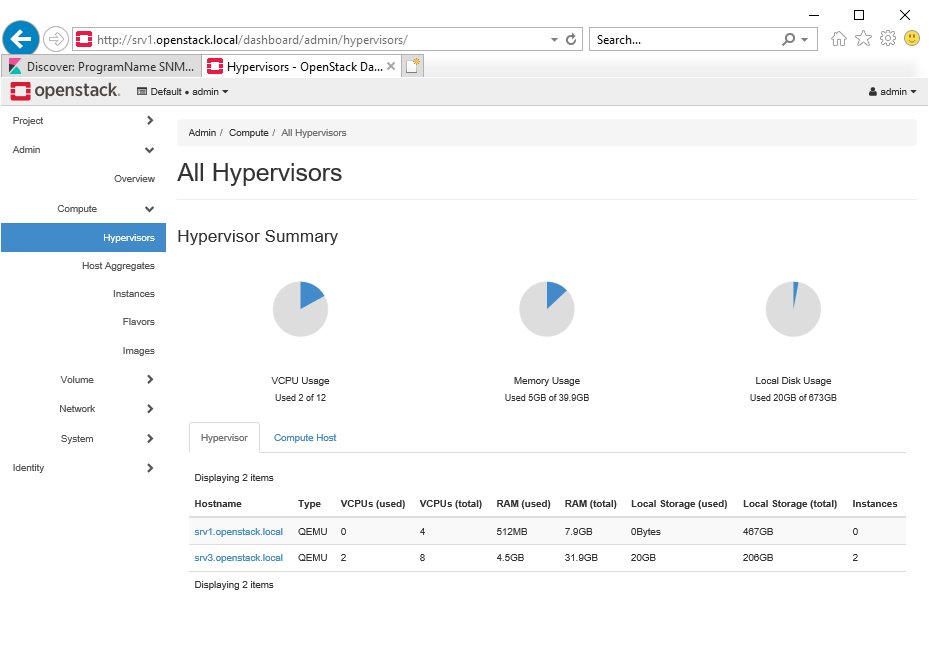 http://srv1.openstack.local/dashboard/admin/hypervisors/
Search...
Discover: ProgramName SNM...
Hypervisors - OpenStack Da...
openstack.
Default • admin
admin
Project
Admin
Overview
Compute
Hypervisors
Host Aggregates
Instances
Flavors
Images
Volume
Network
System
Identity
Admin / Compute / All Hypervisors
All Hypervisors
Hypervisor Summary
VCPU Usage
Used 2 of 12
Memory Usage
Used 5GB of 39.9GB
Local Disk Usage
Used 20GB of 673GB
Hypervisor Compute Host
Displaying 2 items
Hostname Type VCPUs (used) VCPUs (total) RAM (used) RAM (total) Local Storage (used) Local Storage (total) Instances
srv1.openstack.local QEMU 0 4 512MB 7.9GB 0Bytes 467GB 0
srv3.openstack.local QEMU 2 8 4.5GB 31.9GB 20GB 206GB 2
Displaying 2 items